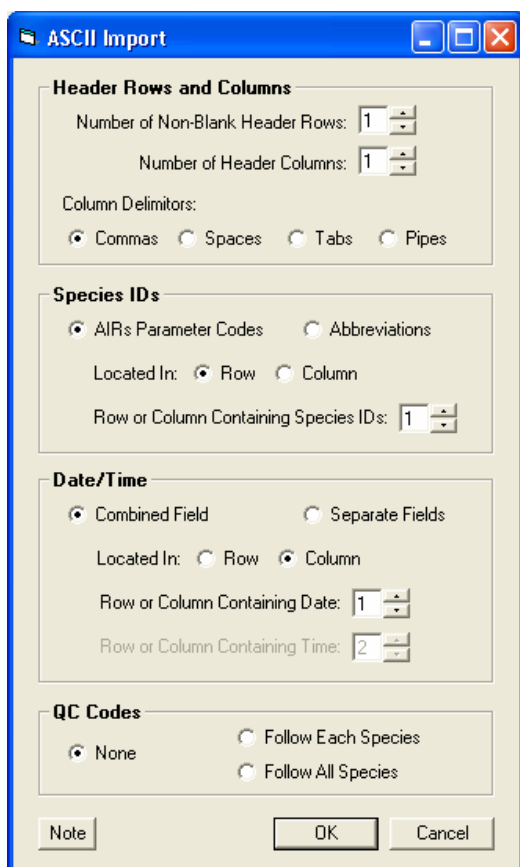 ASCII Import
Header Rows and Columns
Number of Non-Blank Header Rows: 1
Number of Header Columns: 1
Column Delimitors:
Commas Spaces Tabs Pipes
Species IDs
AIRs Parameter Codes Abbreviations
Located In: Row Column
Row or Column Containing Species IDs: 1
Date/Time
Combined Field Separate Fields
Located In: Row Column
Row or Column Containing Date: 1
Row or Column Containing Time: 2
QC Codes
None
Follow Each Species
Follow All Species
Note OK Cancel